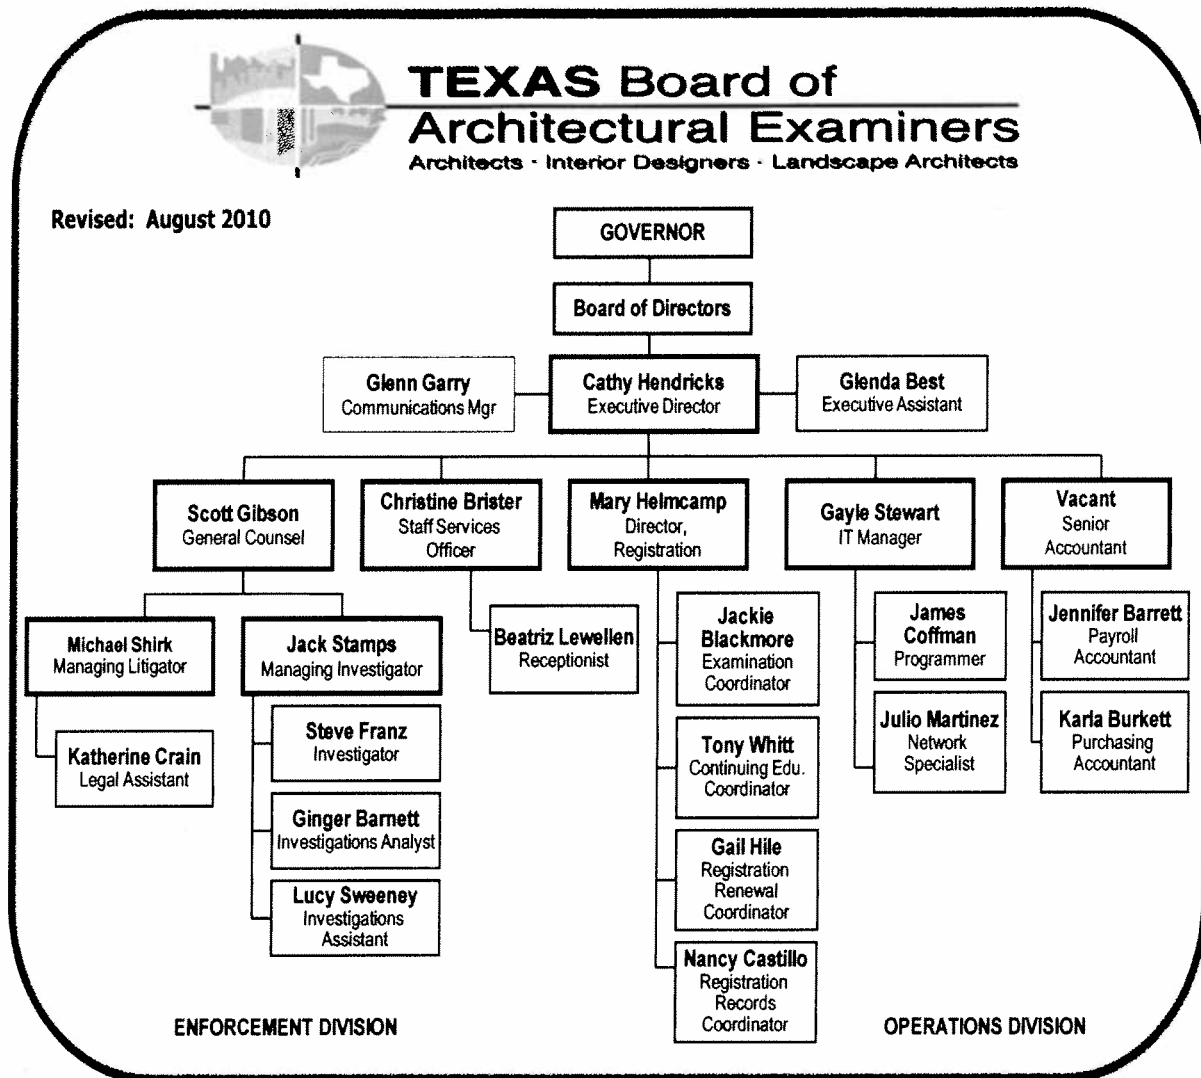 TEXAS Board of
Architectural Examiners
Architects · Interior Designers · Landscape Architects
Revised: August 2010
GOVERNOR
Board of Directors
Glenn Garry
Communications Mgr
Cathy Hendricks
Executive Director
Glenda Best
Executive Assistant
Scott Gibson
General Counsel
Christine Brister
Staff Services
Officer
Mary Helmcamp
Director,
Registration
Gayle Stewart
IT Manager
Vacant
Senior
Accountant
Michael Shirk
Managing Litigator
Jack Stamps
Managing Investigator
Beatriz Lewellen
Receptionist
Jackie
Blackmore
Examination
Coordinator
James
Coffman
Programmer
Jennifer Barrett
Payroll
Accountant
Katherine Crain
Legal Assistant
Steve Franz
Investigator
Tony Whitt
Continuing Edu.
Coordinator
Julio Martinez
Network
Specialist
Karla Burkett
Purchasing
Accountant
Ginger Barnett
Investigations Analyst
Gail Hile
Registration
Renewal
Coordinator
Lucy Sweeney
Investigations
Assistant
Nancy Castillo
Registration
Records
Coordinator
ENFORCEMENT DIVISION
OPERATIONS DIVISION